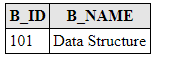 B_ID B_NAME
101 Data Structure